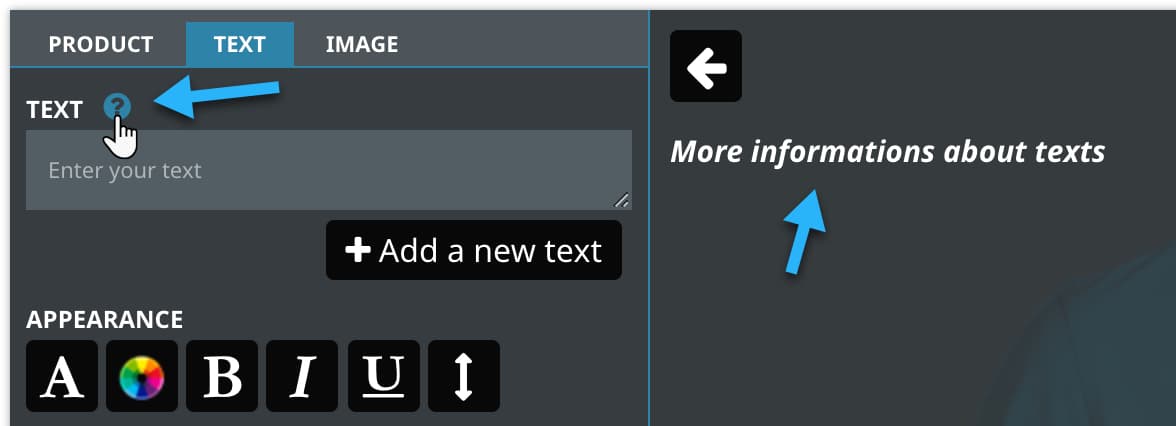 PRODUCT TEXT IMAGE
TEXT ?
Enter your text
+ Add a new text
APPEARANCE
A B I U
More informations about texts